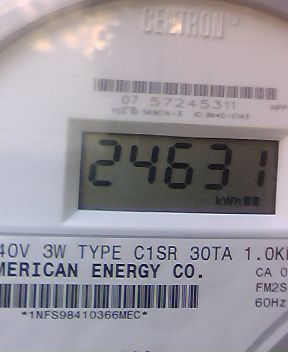 CENTRON®
07 57245311
24631
kWh
40V 3W TYPE C1SR 30TA 1.0K
MERICAN ENERGY CO.
CA 0
FM2S
60Hz
*1NFS98410366MEC*